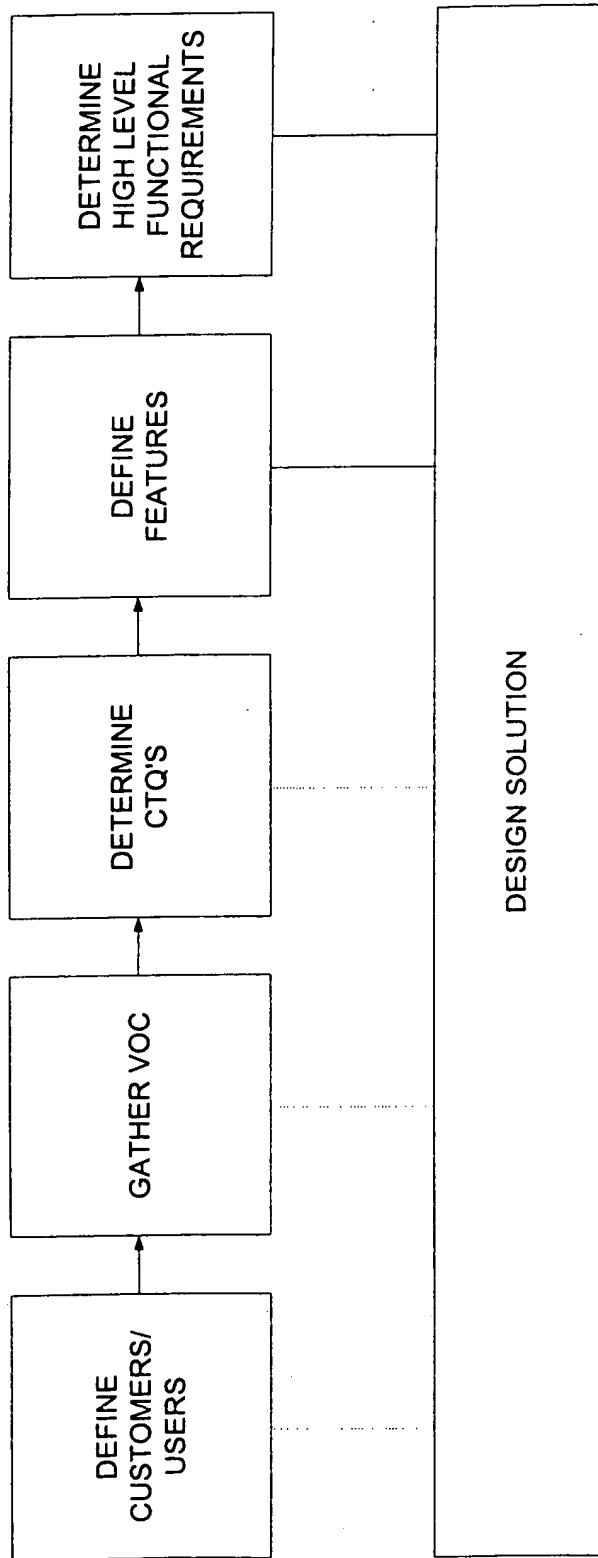 DEFINE
CUSTOMERS/
USERS
GATHER VOC
DETERMINE
CTQ'S
DEFINE
FEATURES
DETERMINE
HIGH LEVEL
FUNCTIONAL
REQUIREMENTS
DESIGN SOLUTION